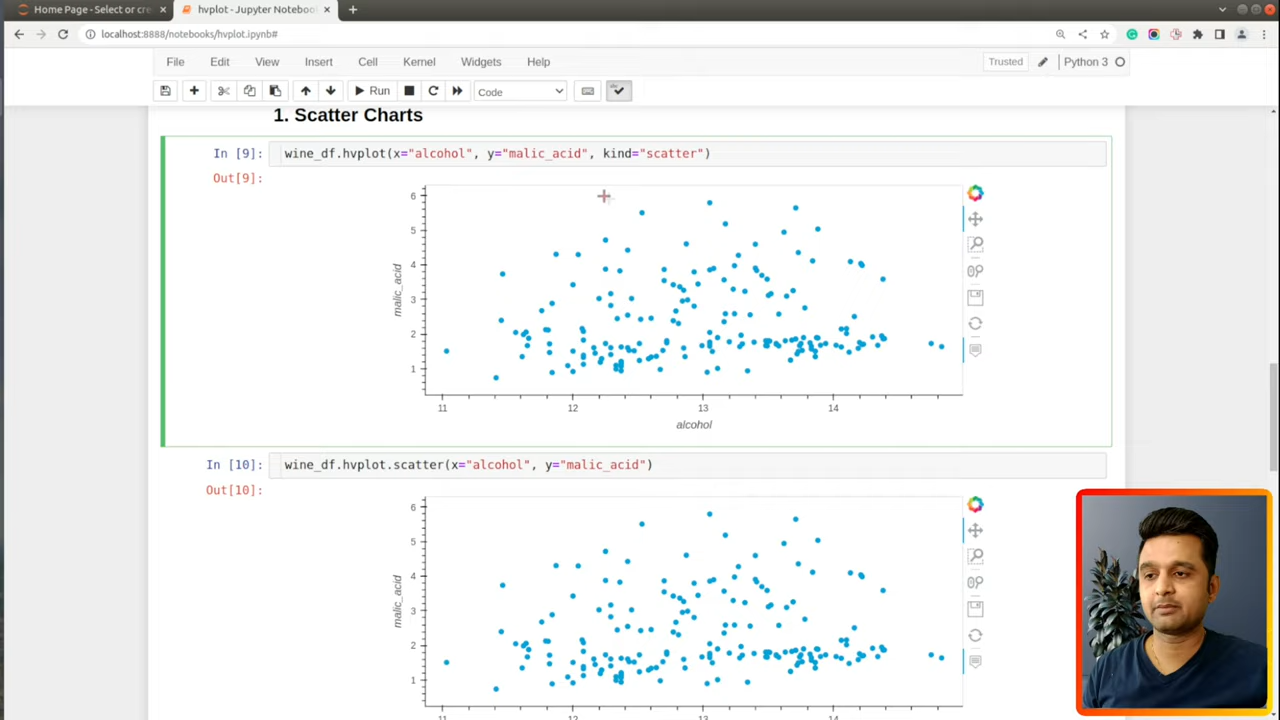 Home Page - Select or cre
hvplot - Jupyter Noteboo
localhost:8888/notebooks/hvplot.ipynb#
File Edit View Insert Cell Kernel Widgets Help
Trusted
Python 3
Run
Code
1. Scatter Charts
In [9]:
wine_df.hvplot(x="alcohol", y="malic_acid", kind="scatter")
Out[9]:
6
5
4
3
2
1
malic_acid
11 12 13 14
alcohol
In [10]:
wine_df.hvplot.scatter(x="alcohol", y="malic_acid")
Out[10]:
6
5
4
3
2
1
malic_acid
11 12 13 14